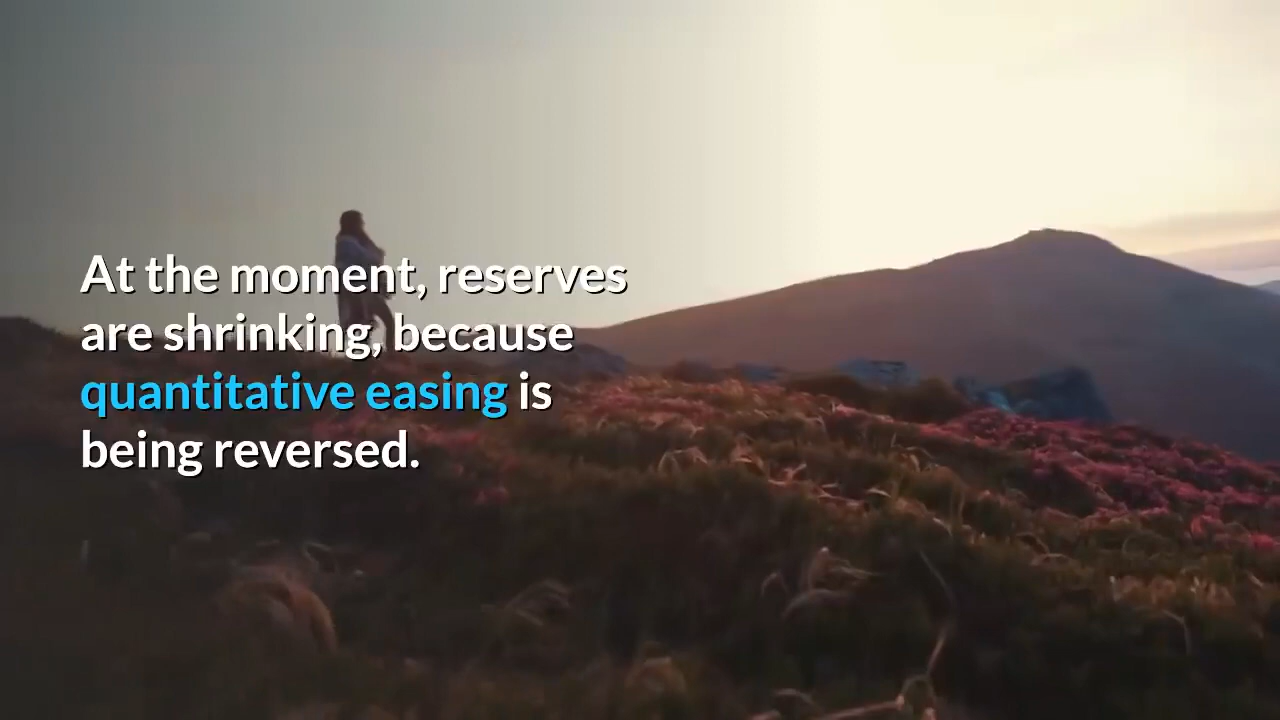 At the moment, reserves
are shrinking, because
quantitative easing is
being reversed.